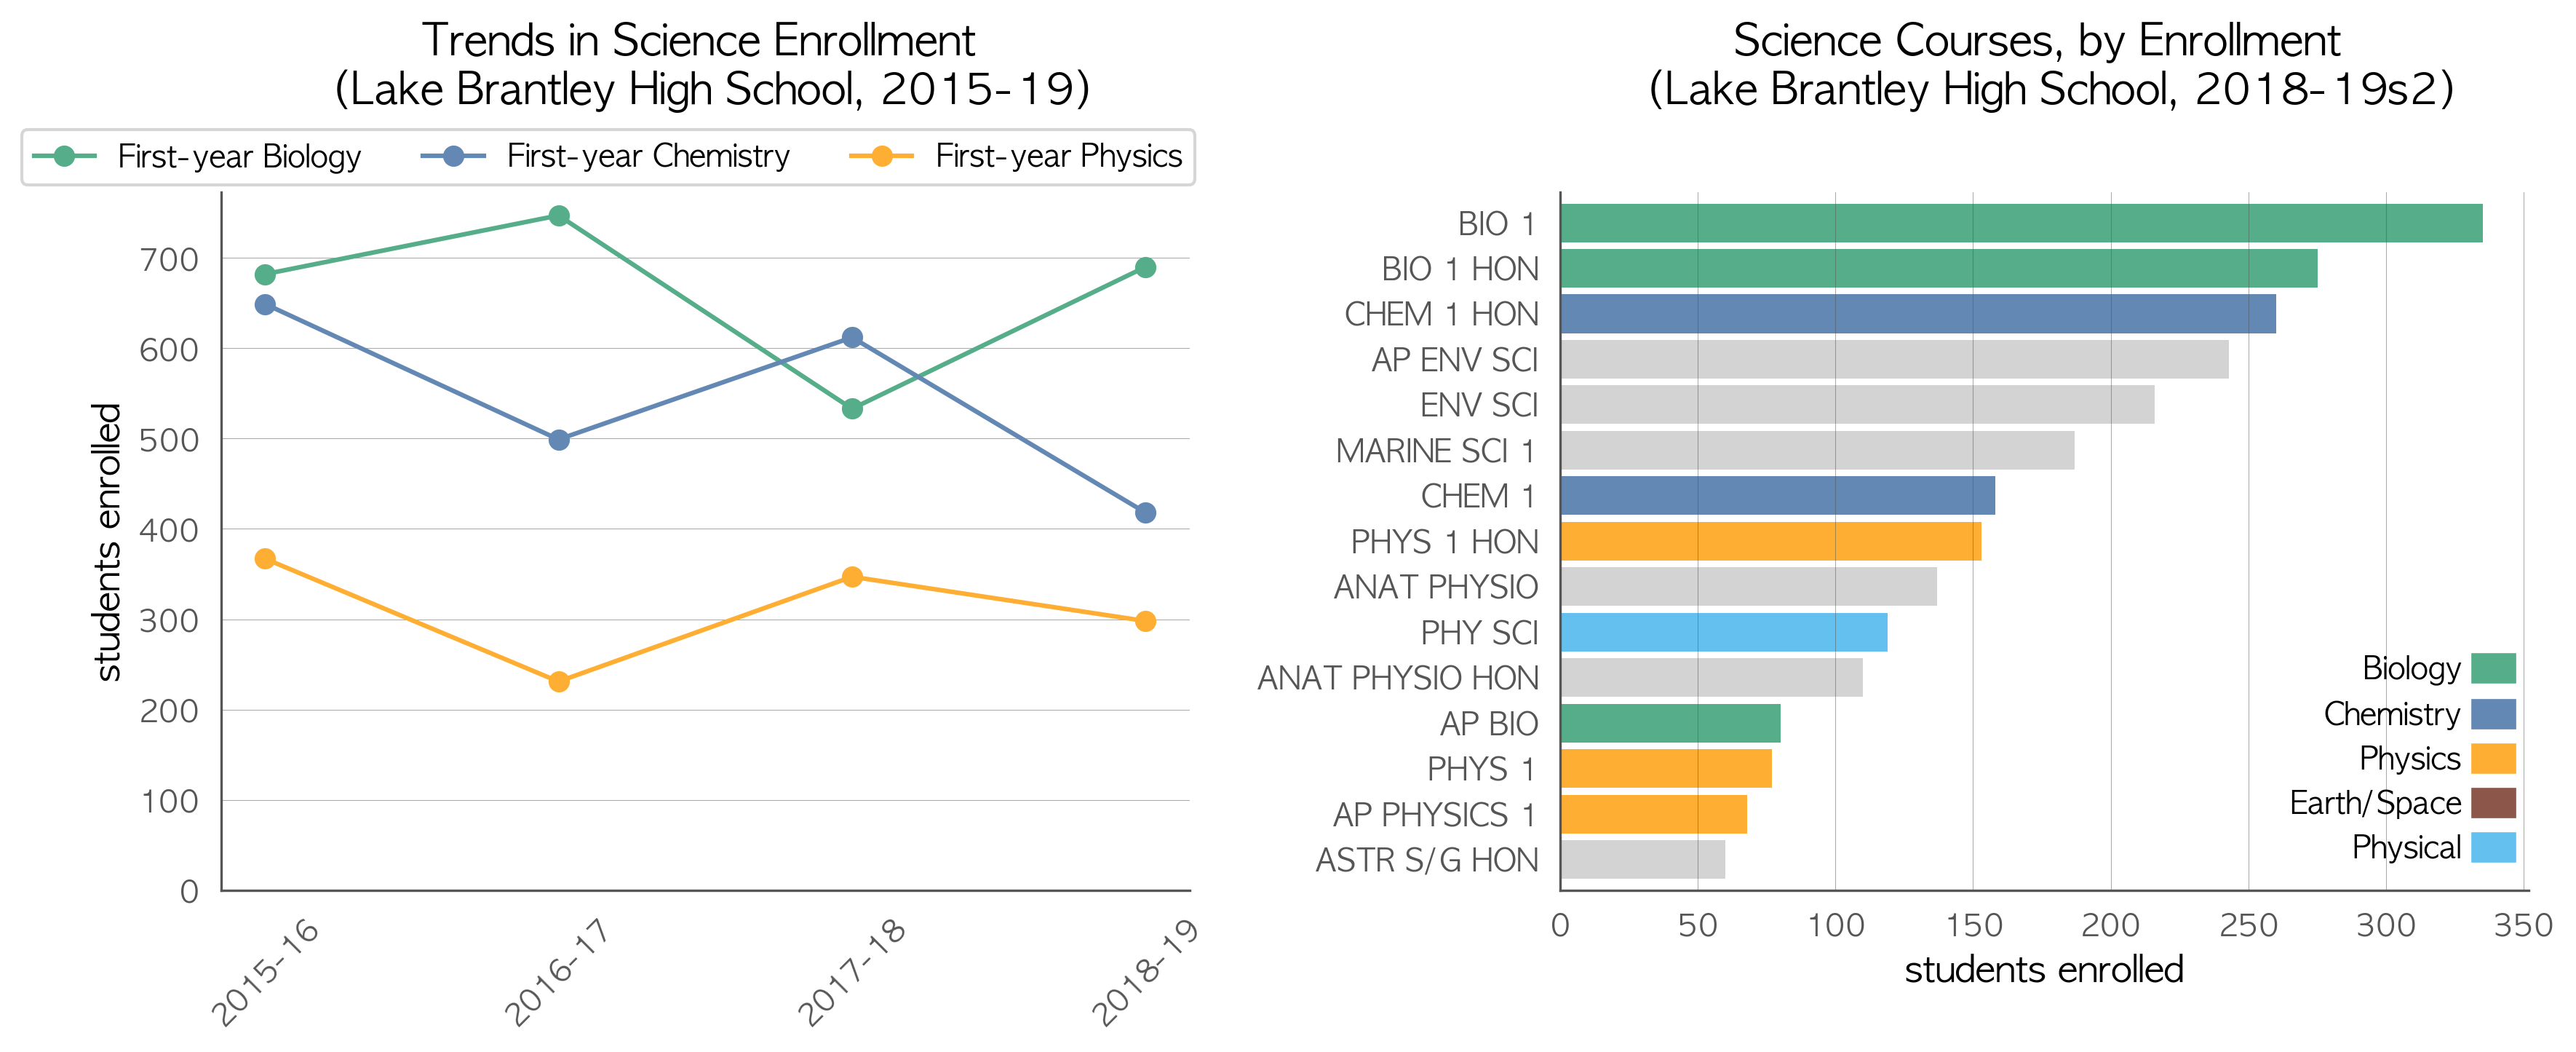 Trends in Science Enrollment
(Lake Brantley High School, 2015-19)
First-year Biology
First-year Chemistry
First-year Physics
700
600
500
400
300
200
100
0
students enrolled
2015-16
2016-17
2017-18
2018-19
Science Courses, by Enrollment
(Lake Brantley High School, 2018-19s2)
BIO 1
BIO 1 HON
CHEM 1 HON
AP ENV SCI
ENV SCI
MARINE SCI 1
CHEM 1
PHYS 1 HON
ANAT PHYSIO
PHY SCI
ANAT PHYSIO HON
AP BIO
PHYS 1
AP PHYSICS 1
ASTR S/G HON
Biology
Chemistry
Physics
Earth/Space
Physical
0
50
100
150
200
250
300
350
students enrolled